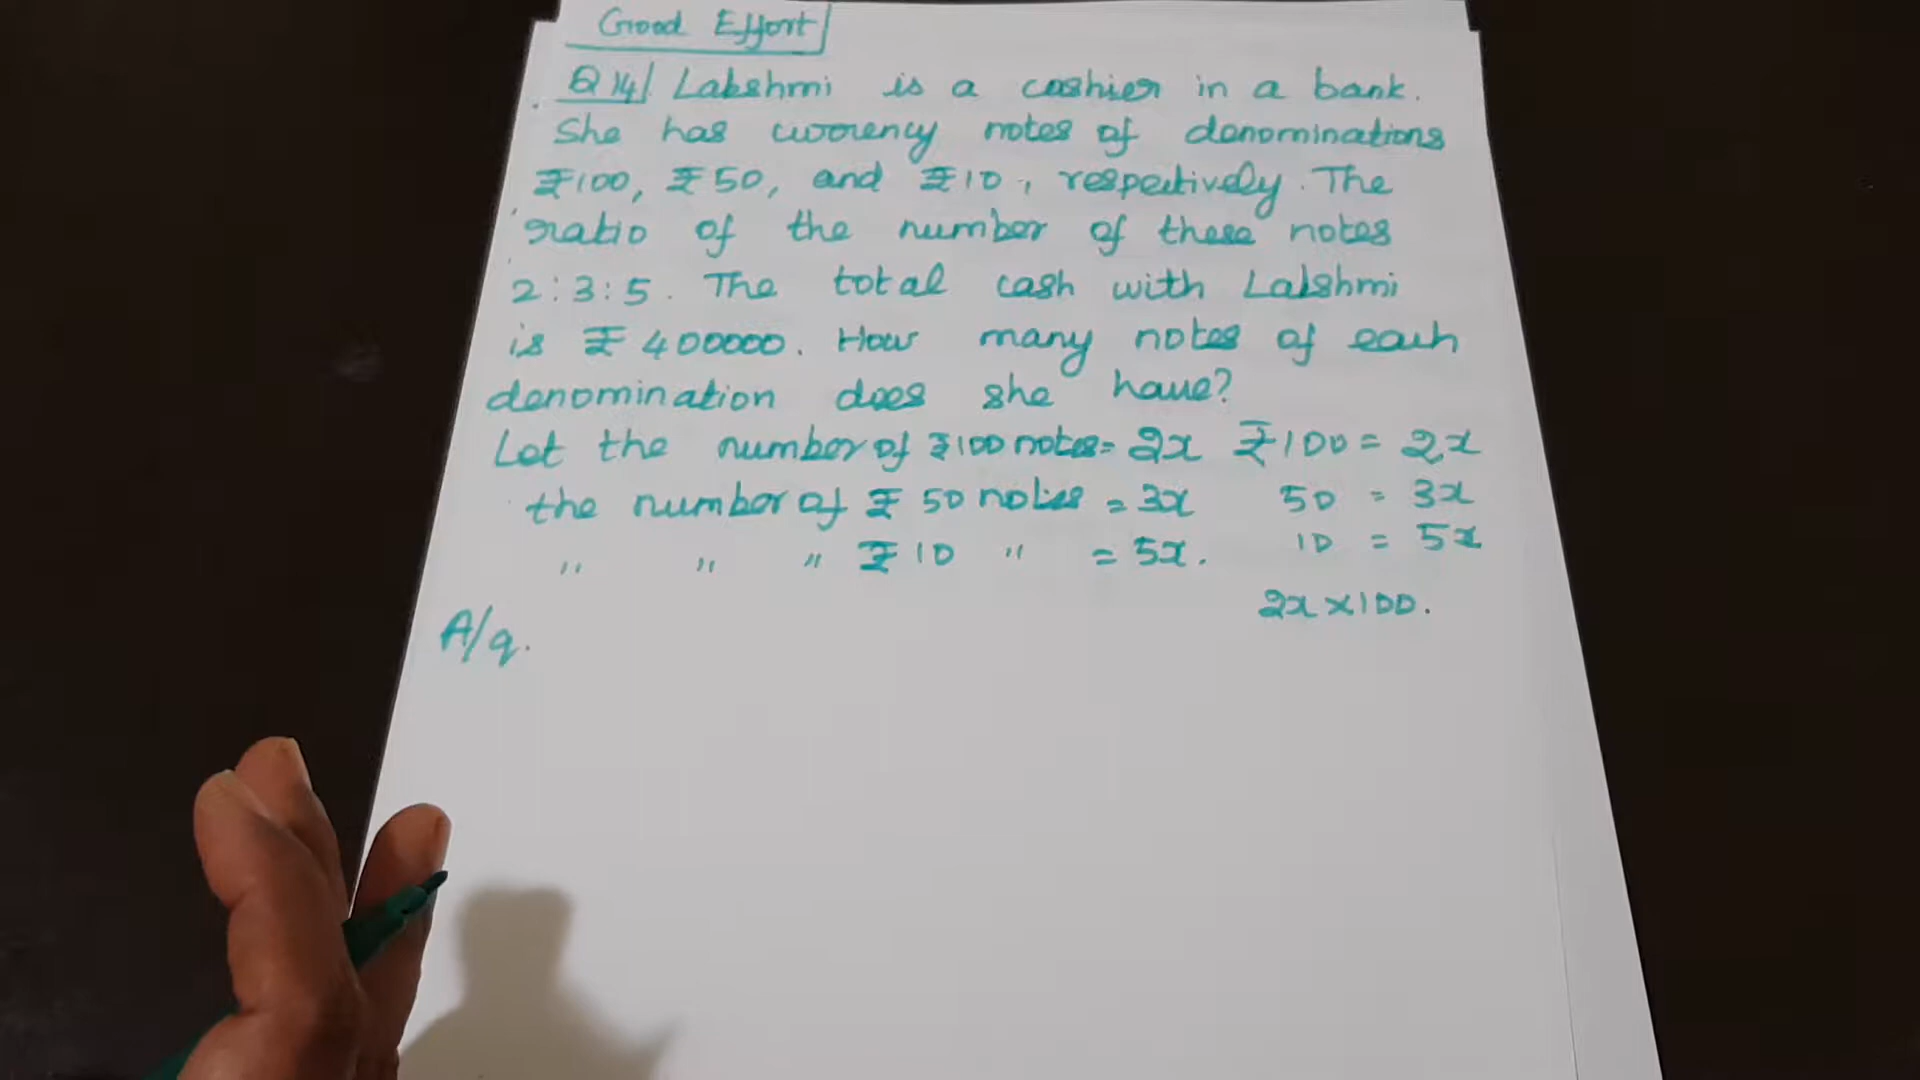 Good Effort
Q14/ Lakshmi is a cashier in a bank.
She has currency notes of denominations
₹100, ₹50, and ₹10, respectively. The
ratio of the number of these notes
2:3:5. The total cash with Lakshmi
is ₹400000. How many notes of each
denomination does she have?
Let the number of ₹100 notes = 2x ₹100 = 2x
the number of ₹50 notes = 3x 50 = 3x
" " " ₹10 " = 5x. 10 = 5x
2x×100.
A/q.